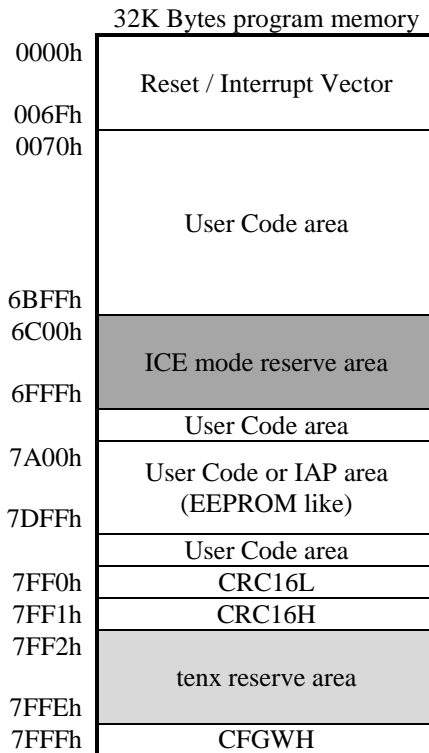 32K Bytes program memory
0000h
Reset / Interrupt Vector
006Fh
0070h
User Code area
6BFFh
6C00h
ICE mode reserve area
6FFFh
User Code area
7A00h
User Code or IAP area
(EEPROM like)
7DFFh
User Code area
7FF0h CRC16L
7FF1h CRC16H
7FF2h
tenx reserve area
7FFEh
7FFFh CFGWH